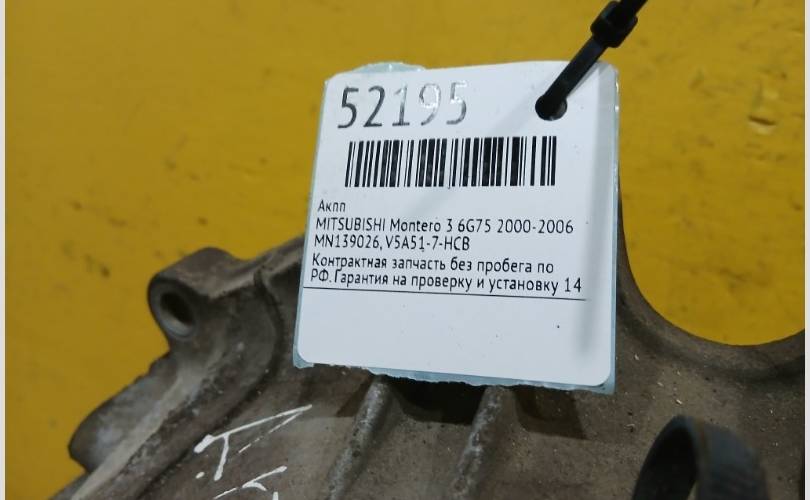 52195
Акпп
MITSUBISHI Montero 3 6G75 2000-2006
MN139026, V5A51-7-HCB
Контрактная запчасть без пробега по
РФ. Гарантия на проверку и установку 14